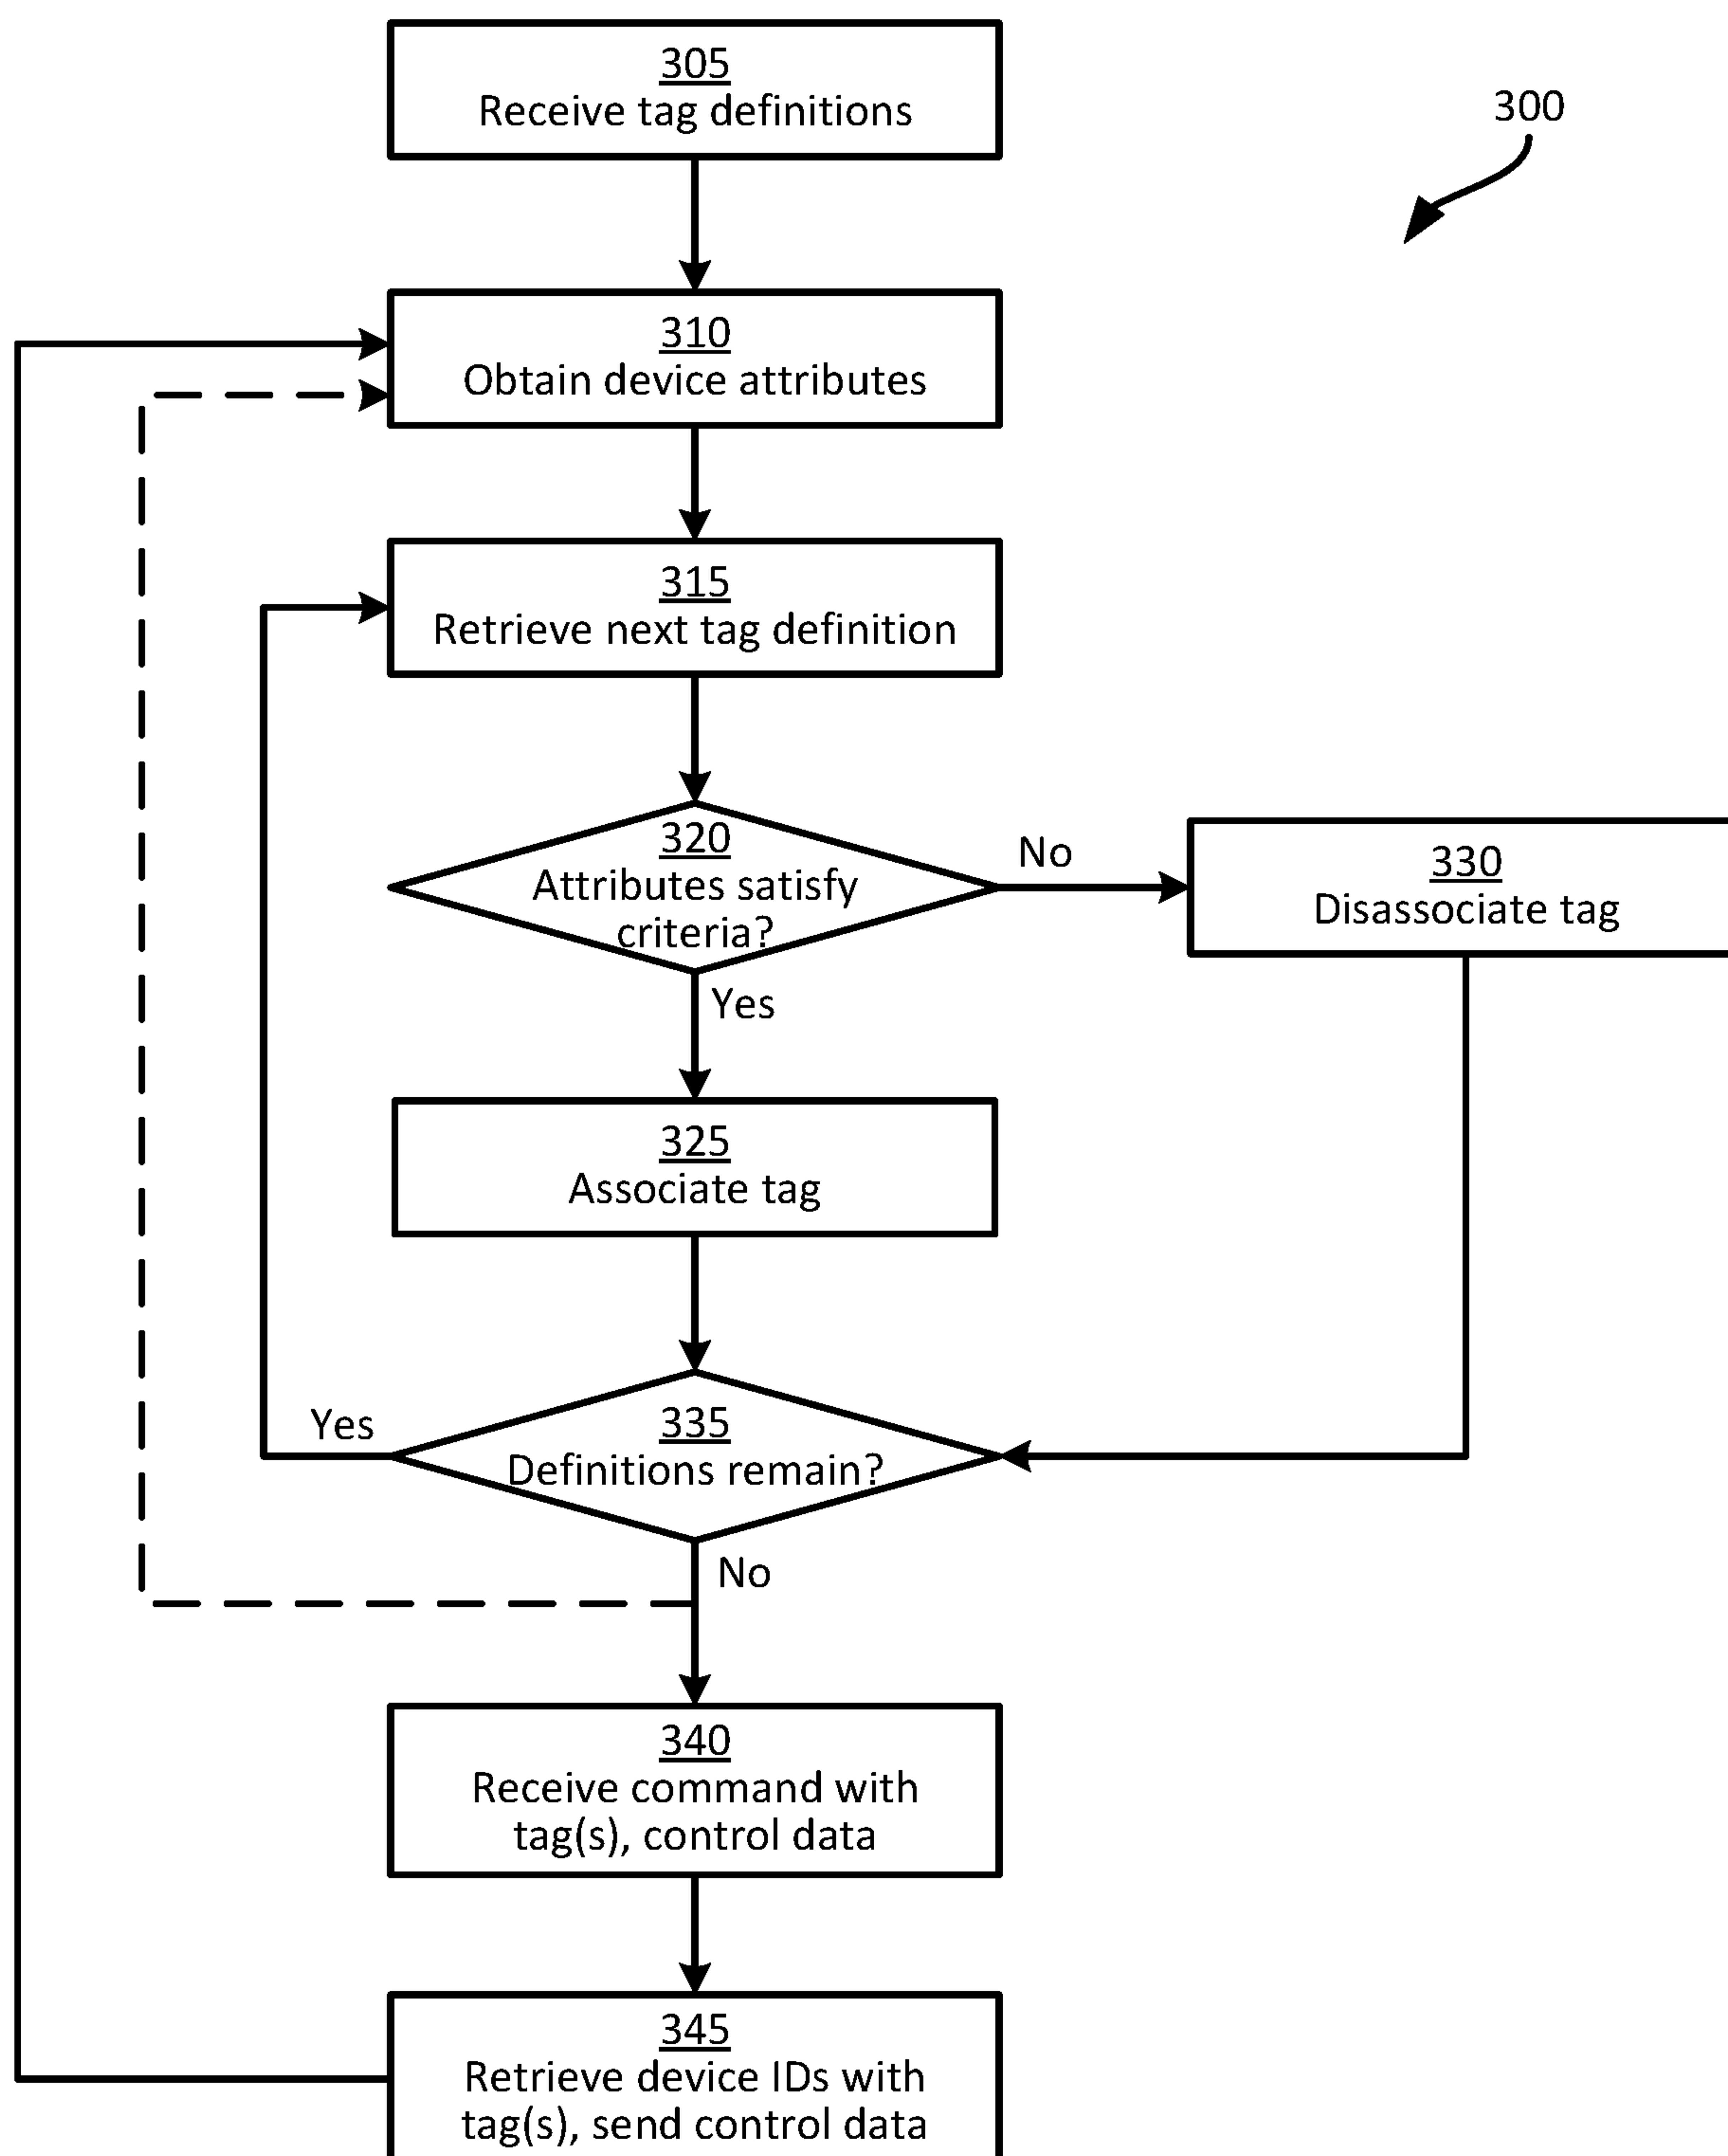 305
Receive tag definitions
300
310
Obtain device attributes
315
Retrieve next tag definition
320
Attributes satisfy
criteria?
No
330
Disassociate tag
Yes
325
Associate tag
Yes
335
Definitions remain?
No
340
Receive command with
tag(s), control data
345
Retrieve device IDs with
tag(s), send control data